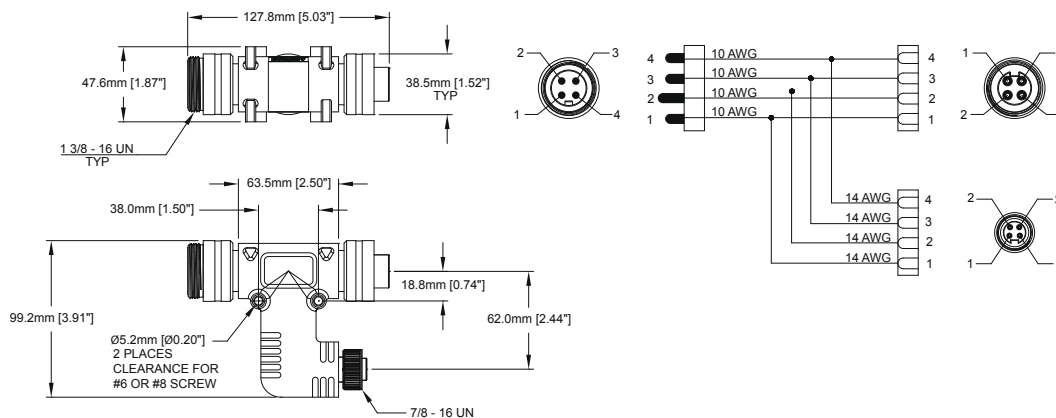 127.8mm [5.03"]
47.6mm [1.87"]
38.5mm [1.52"]
TYP
1 3/8 - 16 UN
TYP
63.5mm [2.50"]
38.0mm [1.50"]
18.8mm [0.74"]
99.2mm [3.91"]
62.0mm [2.44"]
Ø5.2mm [Ø0.20"]
2 PLACES
CLEARANCE FOR
#6 OR #8 SCREW
7/8 - 16 UN
2 3
1 4
4 10 AWG 4
3 10 AWG 3
2 10 AWG 2
1 10 AWG 1
1
2
14 AWG 4
14 AWG 3
14 AWG 2
14 AWG 1
2
1